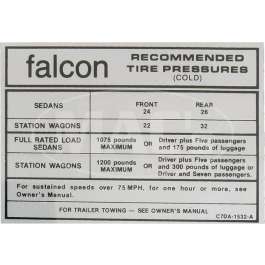 falcon
RECOMMENDED
TIRE PRESSURES
(COLD)
SEDANS FRONT 24 REAR 26
STATION WAGONS 22 32
FULL RATED LOAD SEDANS 1075 pounds MAXIMUM OR Driver plus Five passengers and 175 pounds of luggage
STATION WAGONS 1200 pounds MAXIMUM OR Driver plus Five passengers and 300 pounds of luggage or Driver and Seven passengers.
For sustained speeds over 75 MPH, for more than one hour, or less, see
Owner's Manual.
FOR TRAILER TOWING — SEE OWNER'S MANUAL
C7DA-1532-A